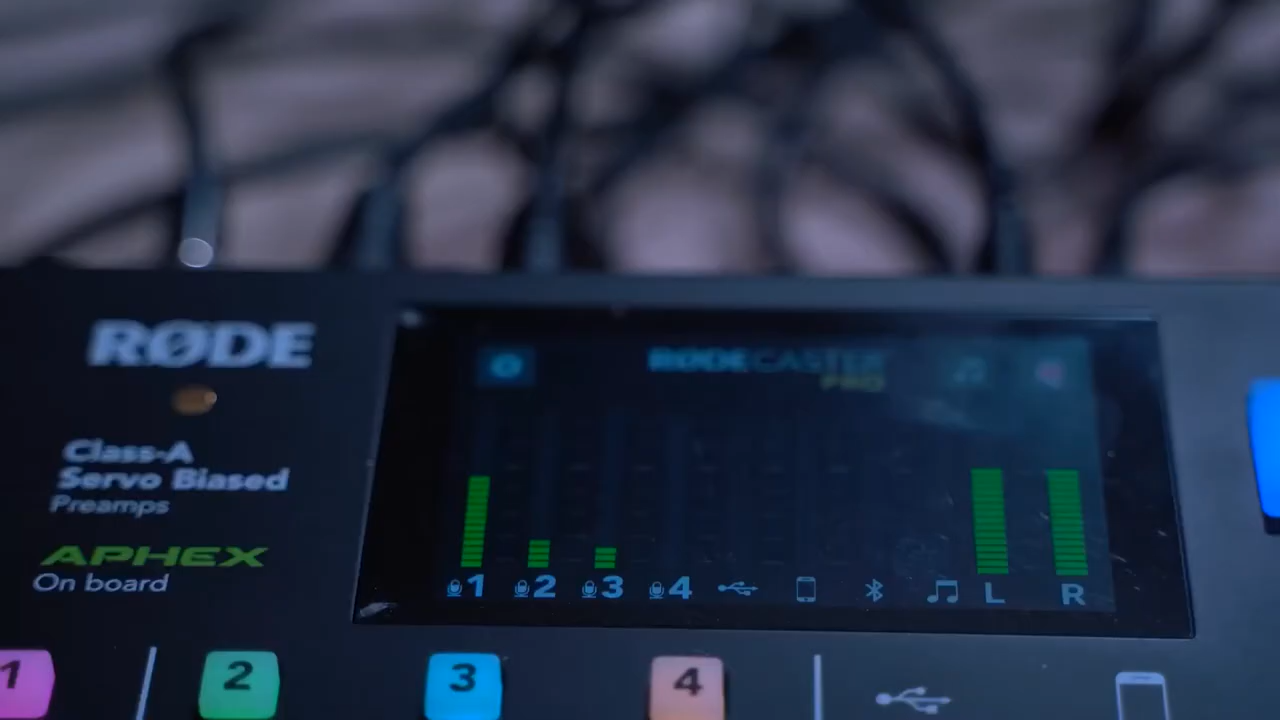 RØDE
Class-A
Servo Biased
Preamps
APHEX
On board
RØDECASTER
PRO
1 2 3 4 L R
1 2 3 4